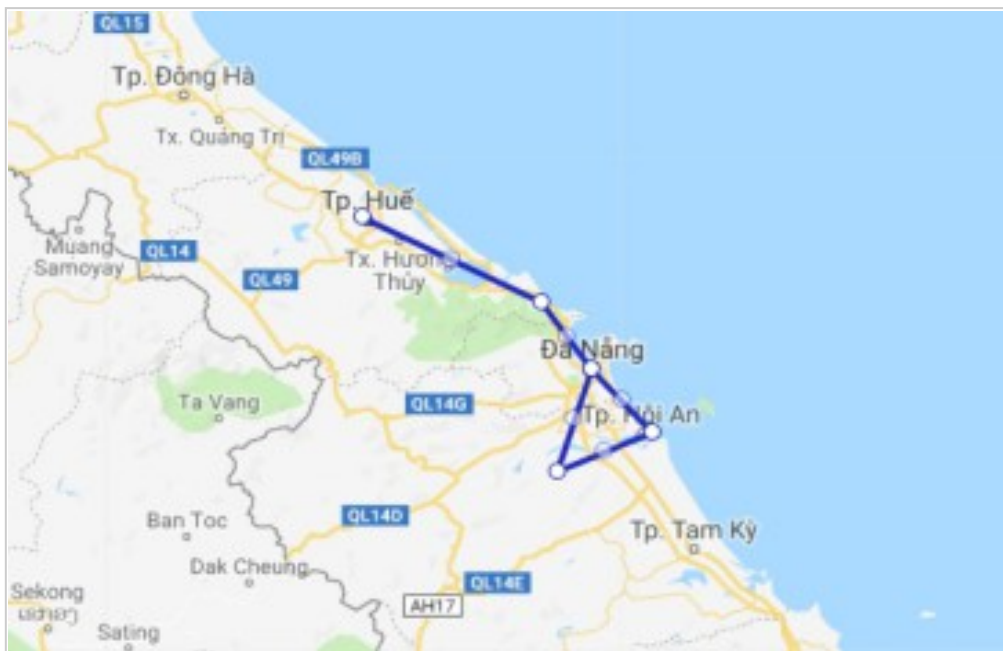 QL15
Tp. Đông Hà
Tx. Quảng Trị
QL49B
Tp. Huế
Muang
Samoyay
QL14
Tx. Hương
Thủy
QL49
Đà Nẵng
Ta Vang
QL14G
Tp. Hội An
QL14D
Ban Toc
Tp. Tam Kỳ
Dak Cheung
QL14E
Sekong
AH17
Sating